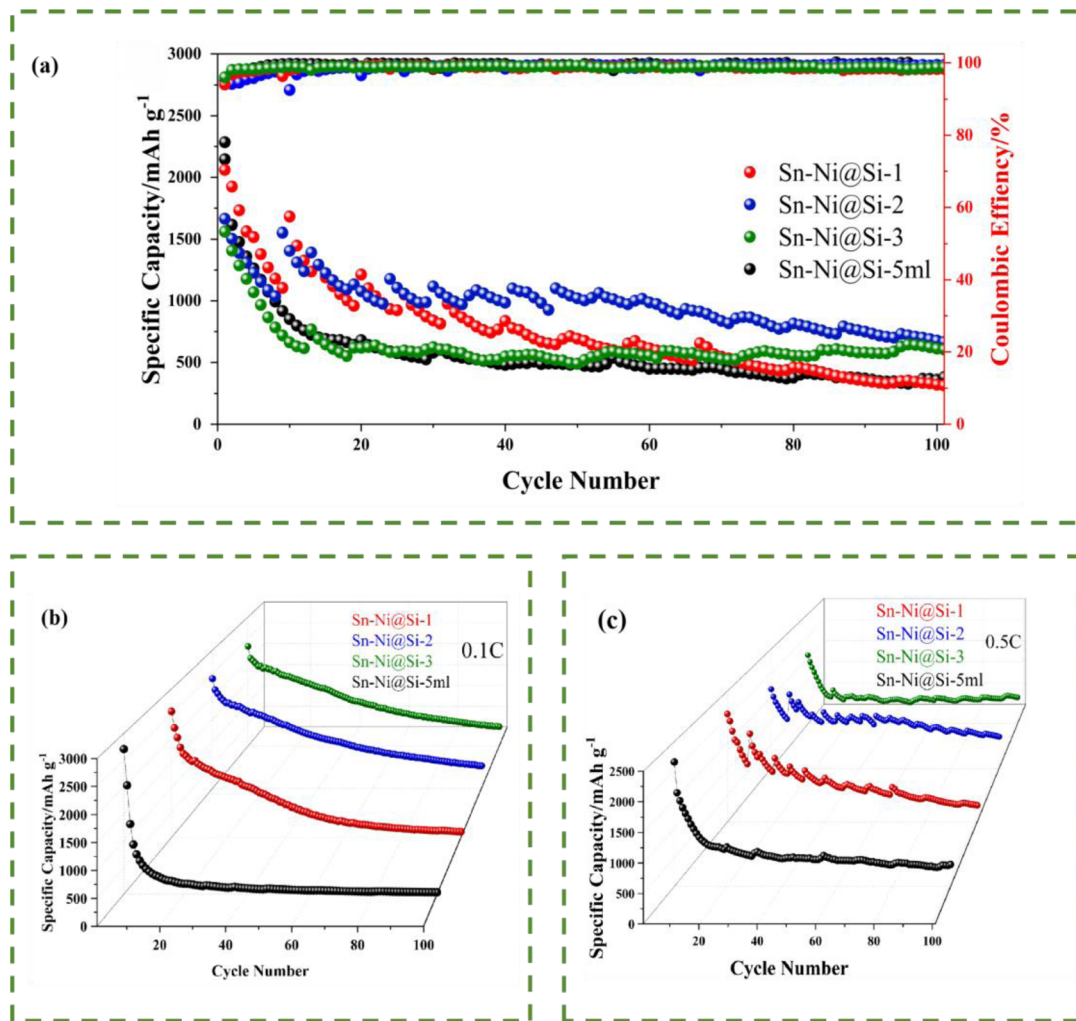 (a)
3000
2500
2000
1500
1000
500
0
Specific Capacity/mAh g-1
100
80
60
40
20
0
Coulombic Effiency/%
Sn-Ni@Si-1
Sn-Ni@Si-2
Sn-Ni@Si-3
Sn-Ni@Si-5ml
0 20 40 60 80 100
Cycle Number
(b)
Sn-Ni@Si-1
Sn-Ni@Si-2
Sn-Ni@Si-3
Sn-Ni@Si-5ml
0.1C
3000
2500
2000
1500
1000
500
0
Specific Capacity/mAh g-1
20 40 60 80 100
Cycle Number
(c)
Sn-Ni@Si-1
Sn-Ni@Si-2
Sn-Ni@Si-3
Sn-Ni@Si-5ml
0.5C
2500
2000
1500
1000
500
0
Specific Capacity/mAh g-1
20 40 60 80 100
Cycle Number